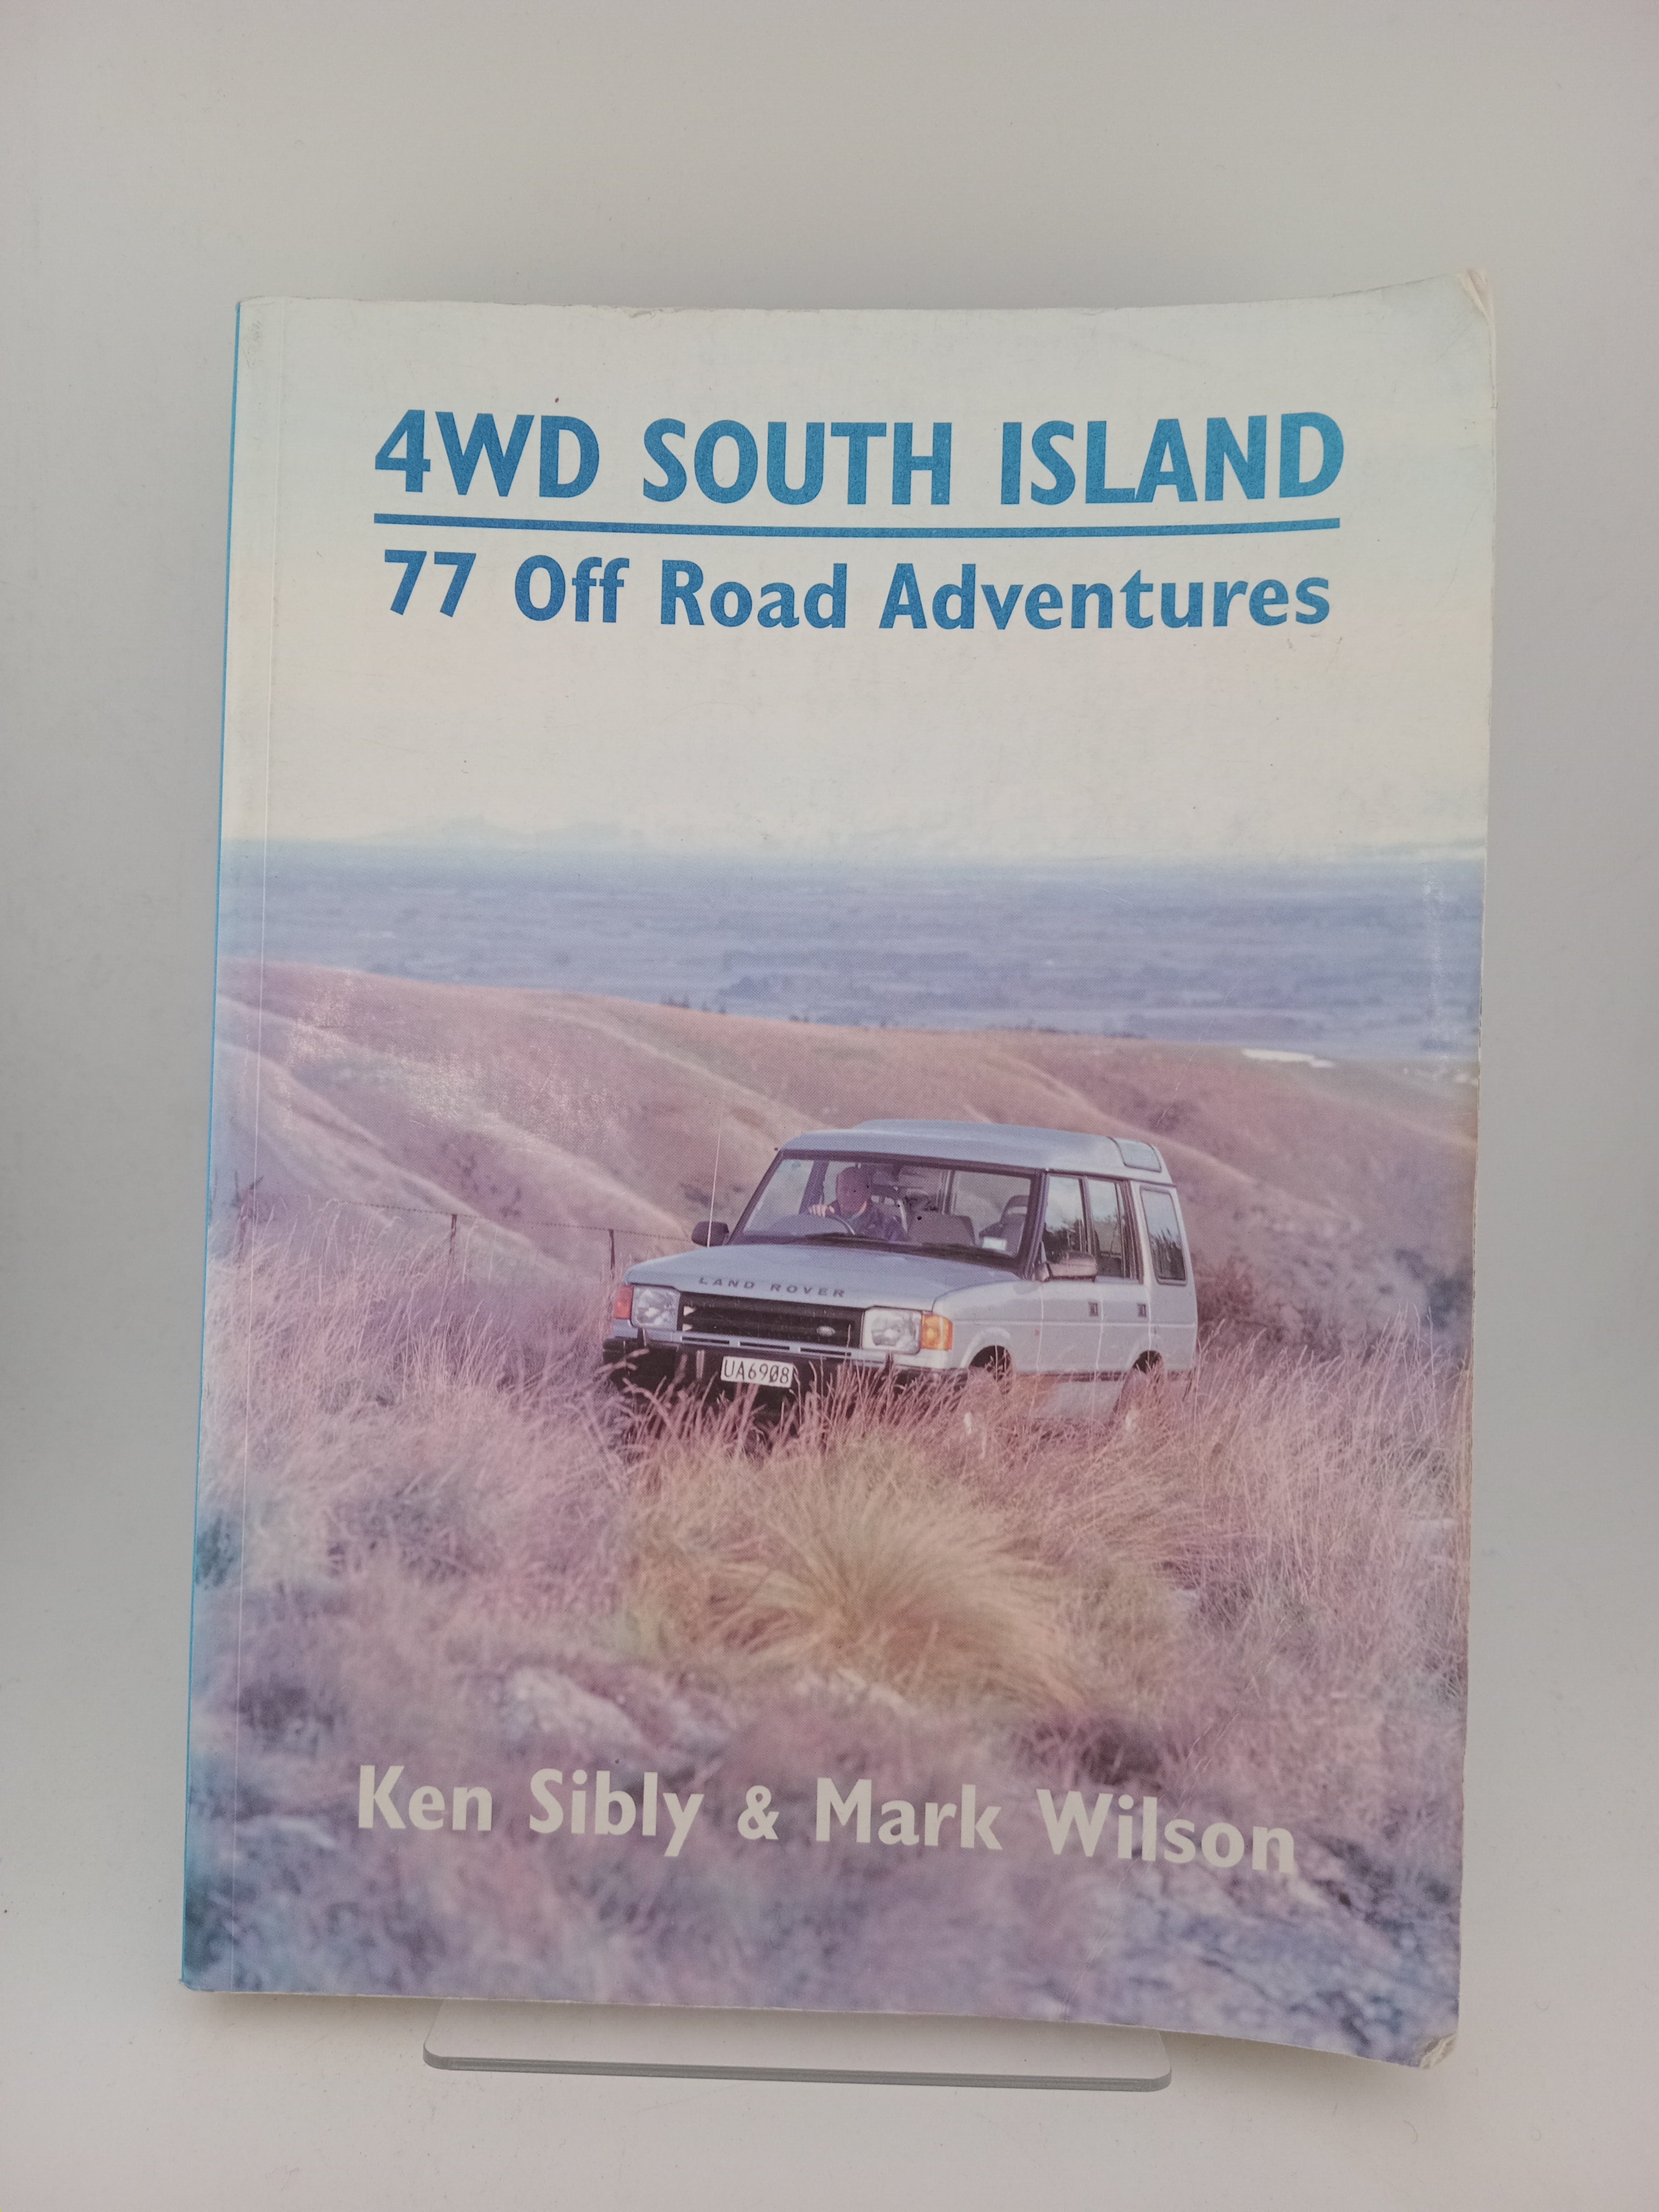 4WD SOUTH ISLAND
77 Off Road Adventures
LAND ROVER
UA6908
Ken Sibly & Mark Wilson